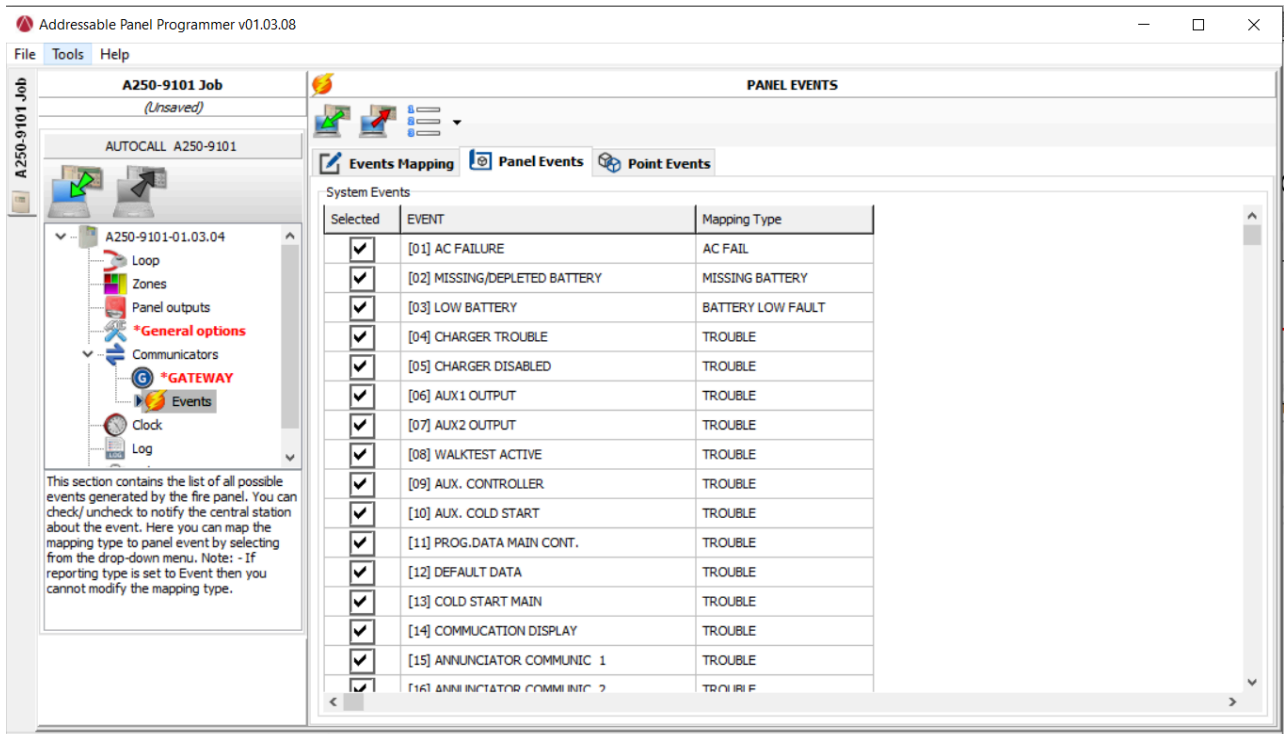 Addressable Panel Programmer v01.03.08
File Tools Help
A250-9101 Job
A250-9101 Job
(Unsaved)
AUTOCALL A250-9101
A250-9101-01.03.04
Loop
Zones
Panel outputs
*General options
Communicators
G *GATEWAY
Events
Clock
LOG Log
This section contains the list of all possible
events generated by the fire panel. You can
check/ uncheck to notify the central station
about the event. Here you can map the
mapping type to panel event by selecting
from the drop-down menu. Note: - If
reporting type is set to Event then you
cannot modify the mapping type.
PANEL EVENTS
Events Mapping Panel Events Point Events
System Events
Selected EVENT Mapping Type
[01] AC FAILURE AC FAIL
[02] MISSING/DEPLETED BATTERY MISSING BATTERY
[03] LOW BATTERY BATTERY LOW FAULT
[04] CHARGER TROUBLE TROUBLE
[05] CHARGER DISABLED TROUBLE
[06] AUX1 OUTPUT TROUBLE
[07] AUX2 OUTPUT TROUBLE
[08] WALKTEST ACTIVE TROUBLE
[09] AUX. CONTROLLER TROUBLE
[10] AUX. COLD START TROUBLE
[11] PROG.DATA MAIN CONT. TROUBLE
[12] DEFAULT DATA TROUBLE
[13] COLD START MAIN TROUBLE
[14] COMMUCATION DISPLAY TROUBLE
[15] ANNUNCIATOR COMMUNIC 1 TROUBLE
[16] ANNUNCIATOR COMMUNIC 2 TROUBLE